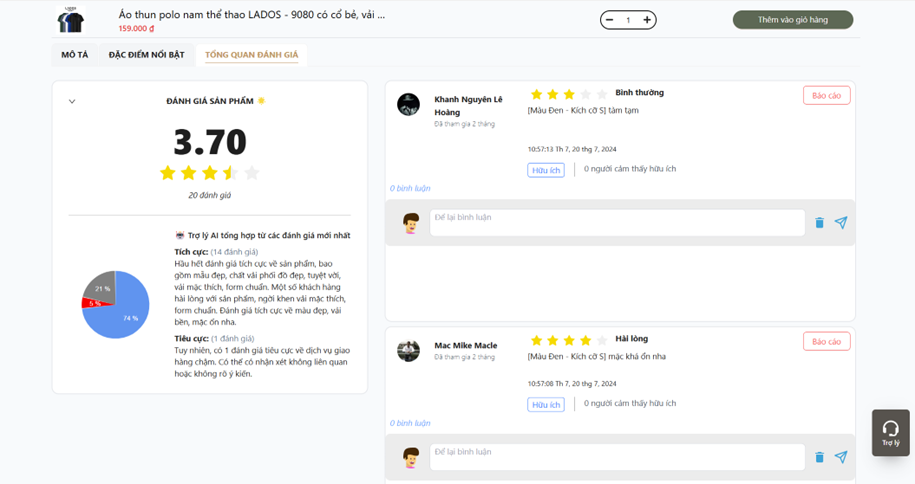 Áo thun polo nam thể thao LADOS - 9080 có cổ bẻ, vải ...
159.000 ₫
1
Thêm vào giỏ hàng
MÔ TẢ
ĐẶC ĐIỂM NỔI BẬT
TỔNG QUAN ĐÁNH GIÁ
ĐÁNH GIÁ SẢN PHẨM
3.70
20 đánh giá
Trợ lý AI tổng hợp từ các đánh giá mới nhất
Tích cực: (14 đánh giá)
Hầu hết đánh giá tích cực về sản phẩm, bao
gồm mẫu đẹp, chất vải phối đồ đẹp, tuyệt vời,
vải mặc thích, form chuẩn. Một số khách hàng
hài lòng với sản phẩm, ngời khen vải mặc thích,
form chuẩn. Đánh giá tích cực về màu đẹp, vải
bền, mặc ổn nha.
Tiêu cực: (1 đánh giá)
Tuy nhiên, có 1 đánh giá tiêu cực về dịch vụ giao
hàng chậm. Có thể có nhận xét không liên quan
hoặc không rõ ý kiến.
21 %
5 %
74 %
Khanh Nguyên Lê
Hoàng
Đã tham gia 2 tháng
Bình thường
[Màu Đen - Kích cỡ S] tàm tạm
Báo cáo
10:57:13 Th 7, 20 thg 7, 2024
Hữu ích
0 người cảm thấy hữu ích
0 bình luận
Để lại bình luận
Mac Mike Macle
Đã tham gia 2 tháng
Hài lòng
[Màu Đen - Kích cỡ S] mặc khá ổn nha
Báo cáo
10:57:08 Th 7, 20 thg 7, 2024
Hữu ích
0 người cảm thấy hữu ích
0 bình luận
Để lại bình luận
Trợ lý